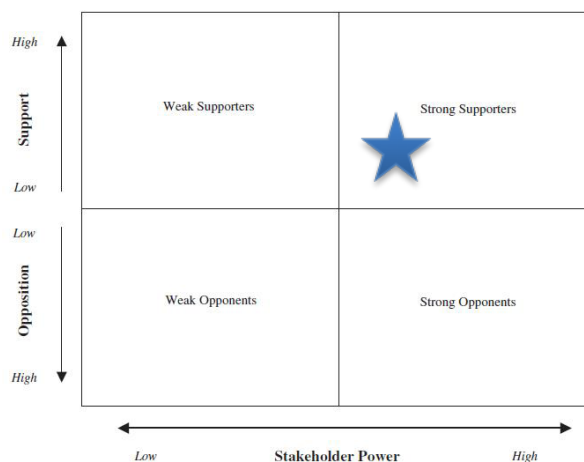 High
Support
Low
Weak Supporters
Strong Supporters
Low
Opposition
High
Weak Opponents
Strong Opponents
Low
Stakeholder Power
High